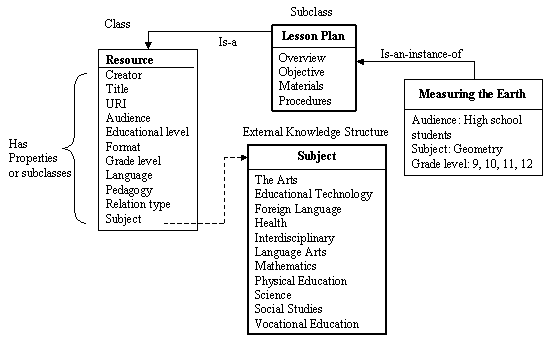 Class
Subclass
Is-a
Is-an-instance-of
Resource
Creator
Title
URI
Audience
Educational level
Format
Grade level
Language
Pedagogy
Relation type
Subject
Has
Properties
or subclasses
Lesson Plan
Overview
Objective
Materials
Procedures
Measuring the Earth
Audience: High school
students
Subject: Geometry
Grade level: 9, 10, 11, 12
External Knowledge Structure
Subject
The Arts
Educational Technology
Foreign Language
Health
Interdisciplinary
Language Arts
Mathematics
Physical Education
Science
Social Studies
Vocational Education